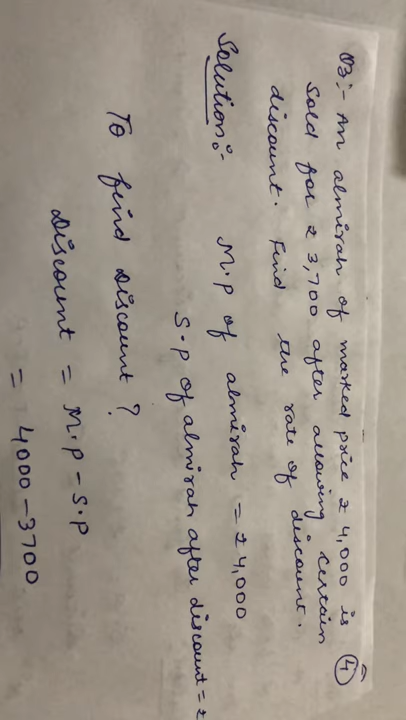 ④
Q3:- An almirah of marked price ₹ 4,000 is
sold for ₹ 3,700 after allowing certain
discount. Find the rate of discount.
Solution:- M.P of almirah = ₹ 4,000
S.P of almirah after discount = ₹
To find Discount?
Discount = M.P - S.P
= 4000 - 3700